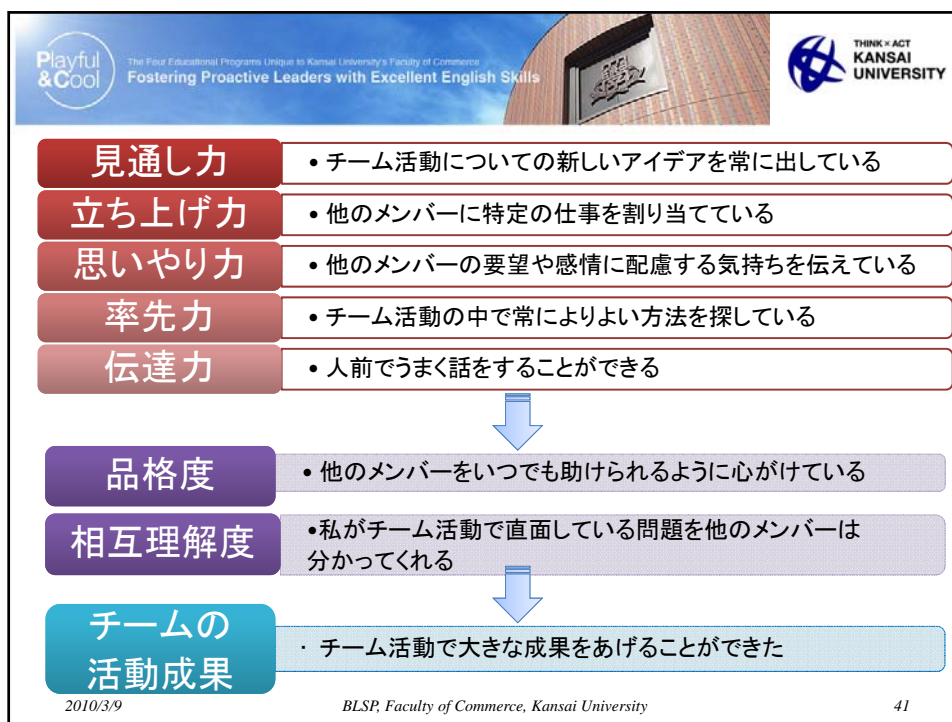 Playful
&Cool
The Four Educational Programs Unique to Kansai University's Faculty of Commerce
Fostering Proactive Leaders with Excellent English Skills
THINK×ACT
KANSAI
UNIVERSITY
見通し力
• チーム活動についての新しいアイデアを常に出している
立ち上げ力
• 他のメンバーに特定の仕事を割り当てている
思いやり力
• 他のメンバーの要望や感情に配慮する気持ちを伝えている
率先力
• チーム活動の中で常によりよい方法を探している
伝達力
• 人前でうまく話をすることができる
品格度
• 他のメンバーをいつでも助けられるように心がけている
相互理解度
•私がチーム活動で直面している問題を他のメンバーは
分かってくれる
チームの
活動成果
· チーム活動で大きな成果をあげることができた
2010/3/9
BLSP, Faculty of Commerce, Kansai University
41